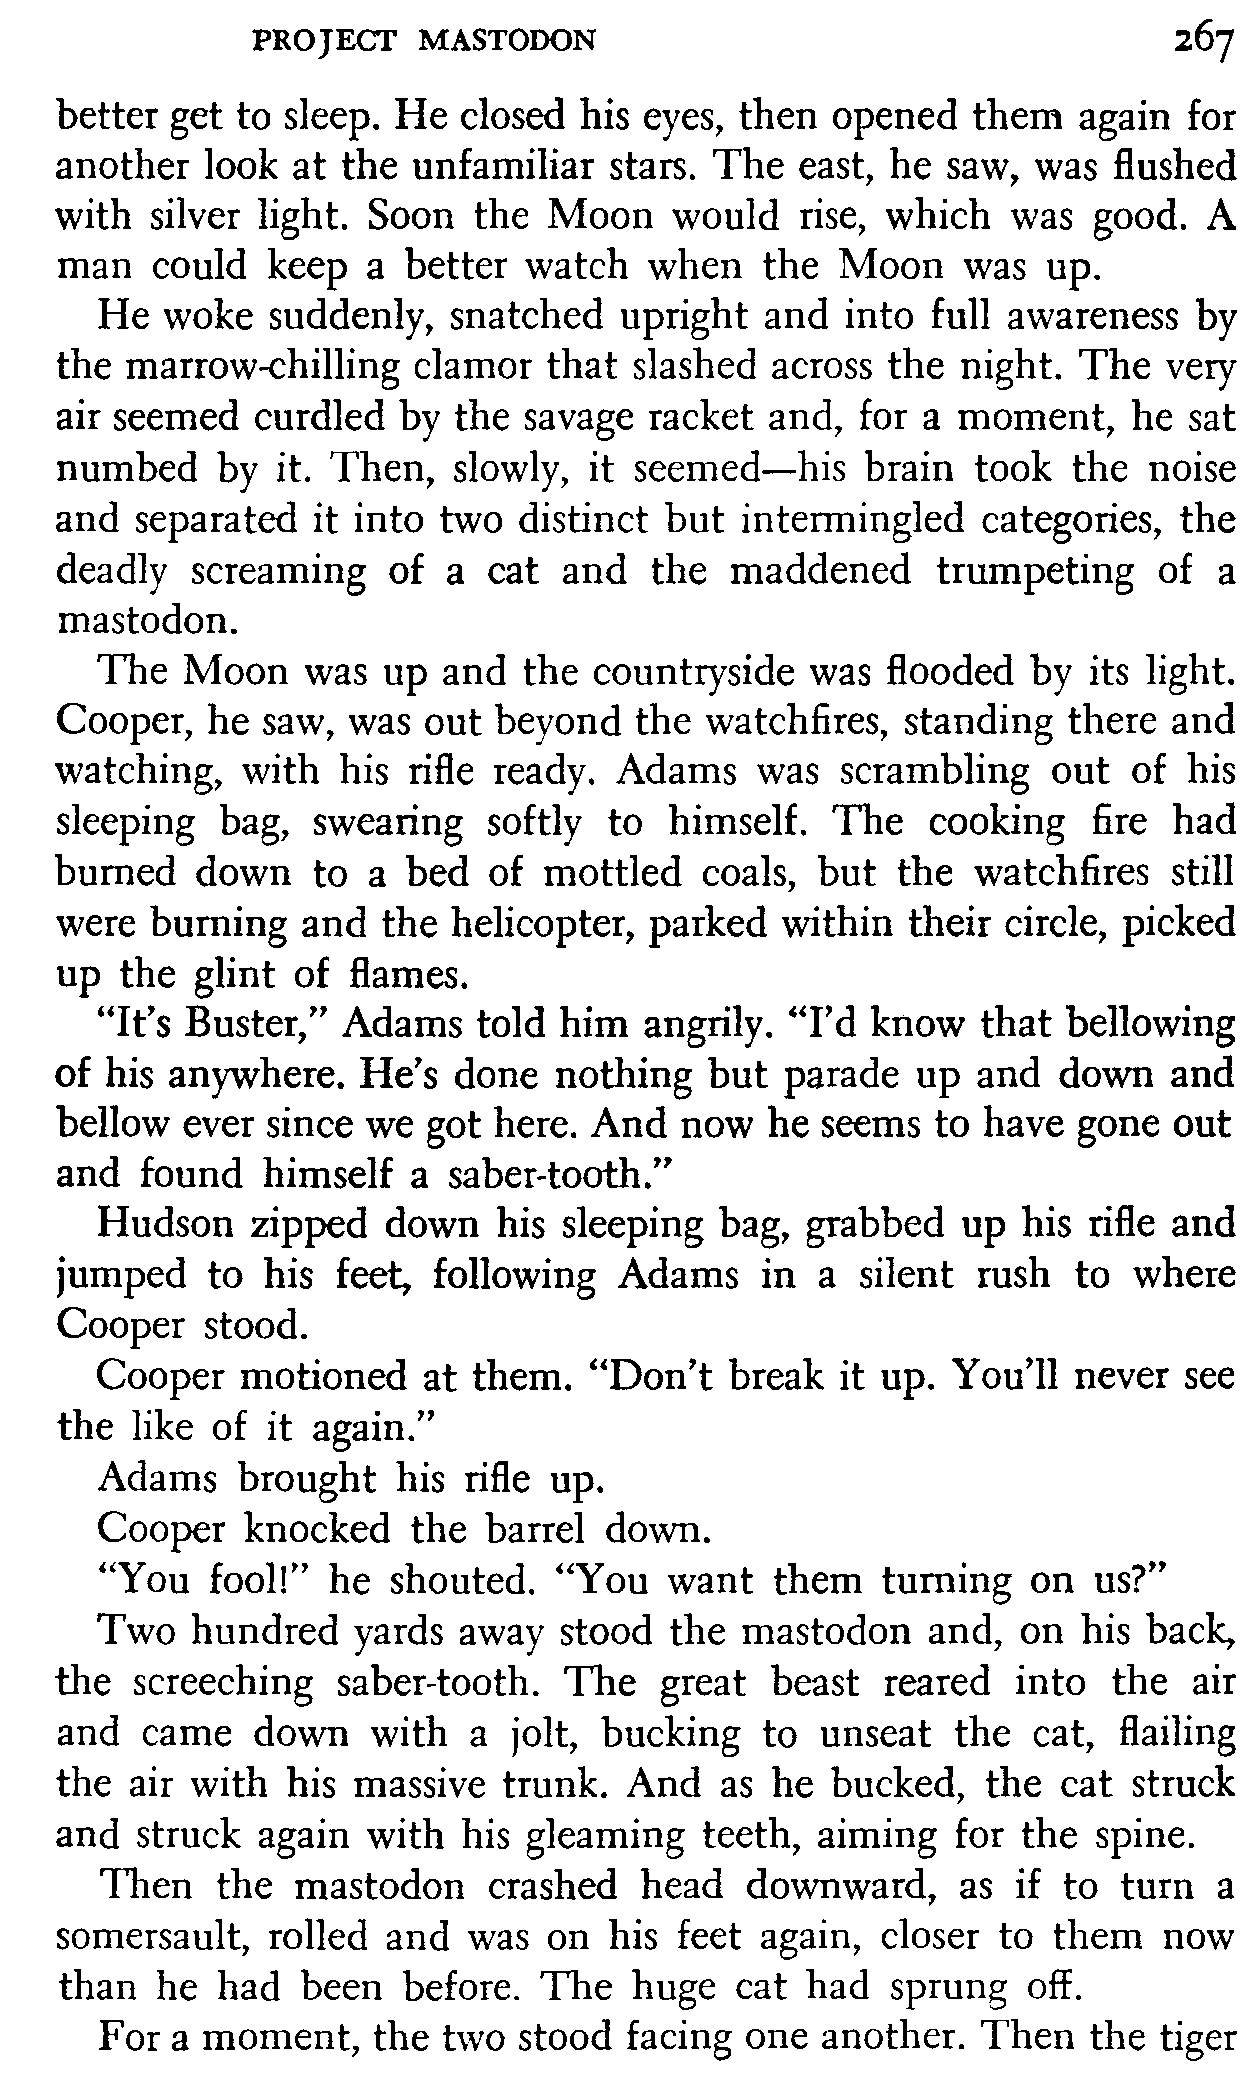 PROJECT MASTODON 267
better get to sleep. He closed his eyes, then opened them again for
another look at the unfamiliar stars. The east, he saw, was flushed
with silver light. Soon the Moon would rise, which was good. A
man could keep a better watch when the Moon was up.
He woke suddenly, snatched upright and into full awareness by
the marrow-chilling clamor that slashed across the night. The very
air seemed curdled by the savage racket and, for a moment, he sat
numbed by it. Then, slowly, it seemed—his brain took the noise
and separated it into two distinct but intermingled categories, the
deadly screaming of a cat and the maddened trumpeting of a
mastodon.
The Moon was up and the countryside was flooded by its light.
Cooper, he saw, was out beyond the watchfires, standing there and
watching, with his rifle ready. Adams was scrambling out of his
sleeping bag, swearing softly to himself. The cooking fire had
burned down to a bed of mottled coals, but the watchfires still
were burning and the helicopter, parked within their circle, picked
up the glint of flames.
“It’s Buster,” Adams told him angrily. “I’d know that bellowing
of his anywhere. He’s done nothing but parade up and down and
bellow ever since we got here. And now he seems to have gone out
and found himself a saber-tooth.”
Hudson zipped down his sleeping bag, grabbed up his rifle and
jumped to his feet, following Adams in a silent rush to where
Cooper stood.
Cooper motioned at them. “Don’t break it up. You’ll never see
the like of it again.”
Adams brought his rifle up.
Cooper knocked the barrel down.
“You fool!” he shouted. “You want them turning on us?”
Two hundred yards away stood the mastodon and, on his back,
the screeching saber-tooth. The great beast reared into the air
and came down with a jolt, bucking to unseat the cat, flailing
the air with his massive trunk. And as he bucked, the cat struck
and struck again with his gleaming teeth, aiming for the spine.
Then the mastodon crashed head downward, as if to turn a
somersault, rolled and was on his feet again, closer to them now
than he had been before. The huge cat had sprung off.
For a moment, the two stood facing one another. Then the tiger